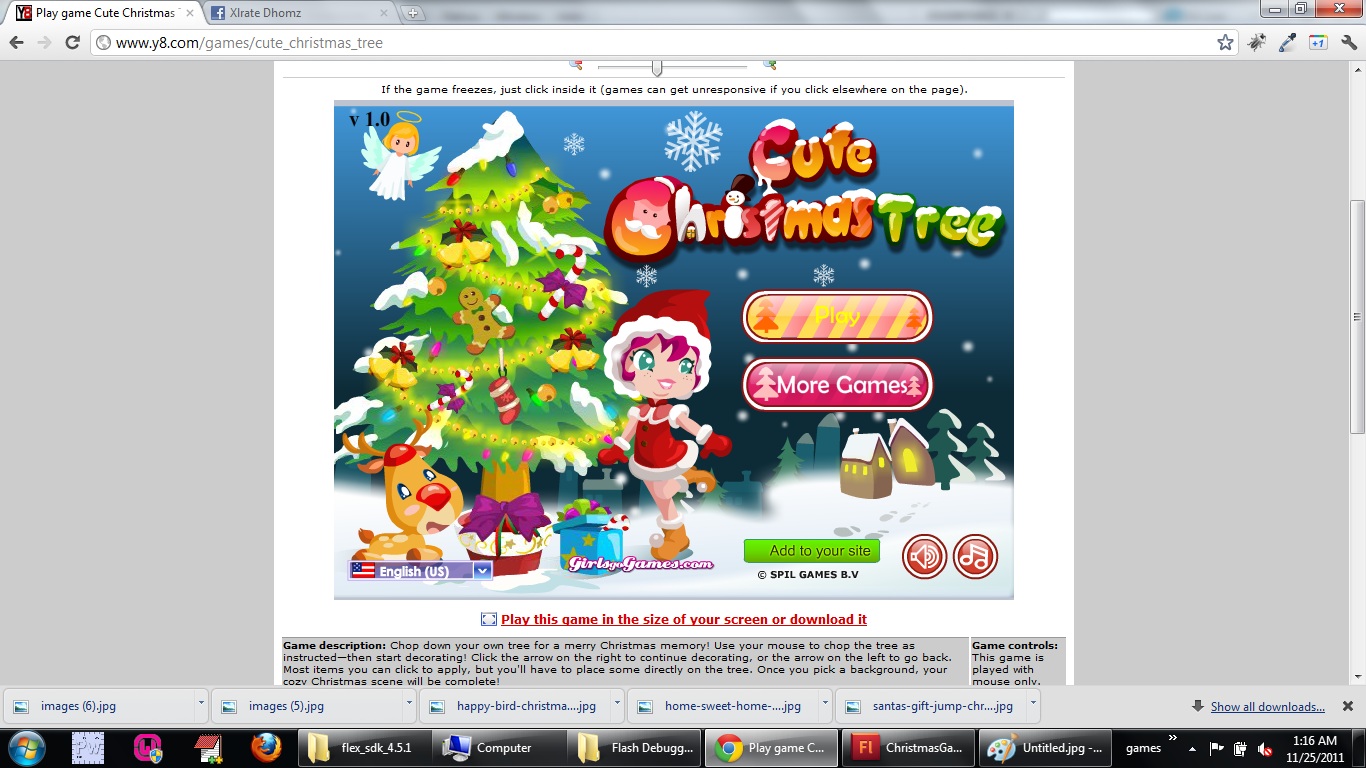 Play game Cute Christmas
Xlrate Dhomz
www.y8.com/games/cute_christmas_tree
+1
If the game freezes, just click inside it (games can get unresponsive if you click elsewhere on the page).
v 1.0
Cute
Christmas Tree
Play
More Games
Add to your site
© SPIL GAMES B.V
GirlsgoGames.com
English (US)
Play this game in the size of your screen or download it
Game description: Chop down your own tree for a merry Christmas memory! Use your mouse to chop the tree as
instructed—then start decorating! Click the arrow on the right to continue decorating, or the arrow on the left to go back.
Most items you can click to apply, but you'll have to place some directly on the tree. Once you pick a background, your
cozy Christmas scene will be complete!
Game controls:
This game is
played with
mouse only.
images (6).jpg
images (5).jpg
happy-bird-christma....jpg
home-sweet-home-....jpg
santas-gift-jump-chr....jpg
Show all downloads...
Pw
flex_sdk_4.5.1
Computer
Flash Debugg...
Play game C...
Fl
ChristmasGa...
Untitled.jpg - ...
games
1:16 AM
11/25/2011